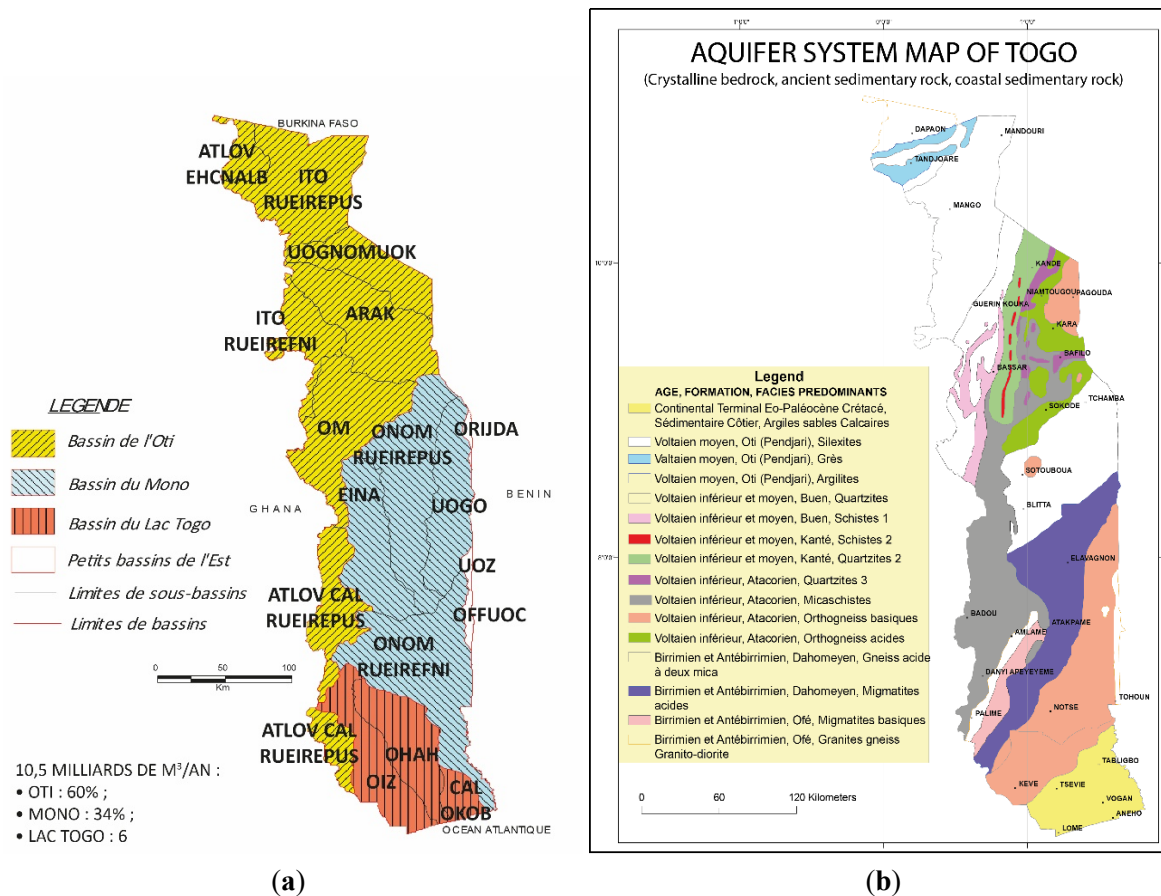 BURKINA FASO
ATLOV
EHCNALB
ITO
RUEIREPUS
UOGNOMUOK
ARAK
ITO
RUEIREFNI
OM
ONOM
RUEIREPUS
ORIJDA
EINA
UOGO
BENIN
GHANA
UOZ
ATLOV CAL
RUEIREPUS
OFFUOC
ONOM
RUEIREFNI
ATLOV CAL
RUEIREPUS
OHAH
OIZ
CAL
OKOB
OCEAN ATLANTIQUE
LEGENDE
Bassin de l'Oti
Bassin du Mono
Bassin du Lac Togo
Petits bassins de l'Est
Limites de sous-bassins
Limites de bassins
0 50 100
Km
10,5 MILLIARDS DE M³/AN :
• OTI : 60% ;
• MONO : 34% ;
• LAC TOGO : 6
(a)
AQUIFER SYSTEM MAP OF TOGO
(Crystalline bedrock, ancient sedimentary rock, coastal sedimentary rock)
DAPAON
MANDOURI
TANDJOARE
MANGO
10°0'0
KANDE
NIAMTOUGOU
PAGOUDA
GUERIN KOUKA
KARA
BAFILO
BASSAR
TCHAMBA
SOKODE
SOTOUBOUA
BLITTA
8°0'0
ELAVAGNON
BADOU
ATAKPAME
AMLAMEI
DANYI APEYEYEME
TOHOUN
PALIME
NOTSE
TABLIGBO
KEVE
TSEVIE
VOGAN
ANEHO
LOME
Legend
AGE, FORMATION, FACIES PREDOMINANTS
Continental Terminal Eo-Paléocène Crétacé,
Sédimentaire Côtier, Argiles sables Calcaires
Voltaien moyen, Oti (Pendjari), Silexites
Valtaien moyen, Oti (Pendjari), Grès
Voltaien moyen, Oti (Pendjari), Argilites
Voltaien inférieur et moyen, Buen, Quartzites
Voltaien inférieur et moyen, Buen, Schistes 1
Voltaien inférieur et moyen, Kanté, Schistes 2
Voltaien inférieur et moyen, Kanté, Quartzites 2
Voltaien inférieur, Atacorien, Quartzites 3
Voltaien inférieur, Atacorien, Micaschistes
Voltaien inférieur, Atacorien, Orthogneiss basiques
Voltaien inférieur, Atacorien, Orthogneiss acides
Birrimien et Antébirrimien, Dahomeyen, Gneiss acide
à deux mica
Birrimien et Antébirrimien, Dahomeyen, Migmatites
acides
Birrimien et Antébirrimien, Ofé, Migmatites basiques
Birrimien et Antébirrimien, Ofé, Granites gneiss
Granito-diorite
0 60 120 Kilometers
(b)